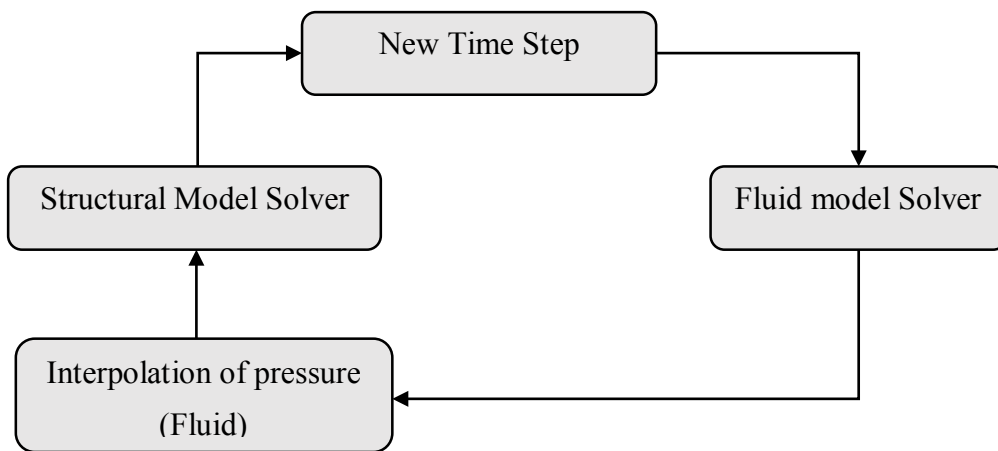 New Time Step
Structural Model Solver
Fluid model Solver
Interpolation of pressure
(Fluid)